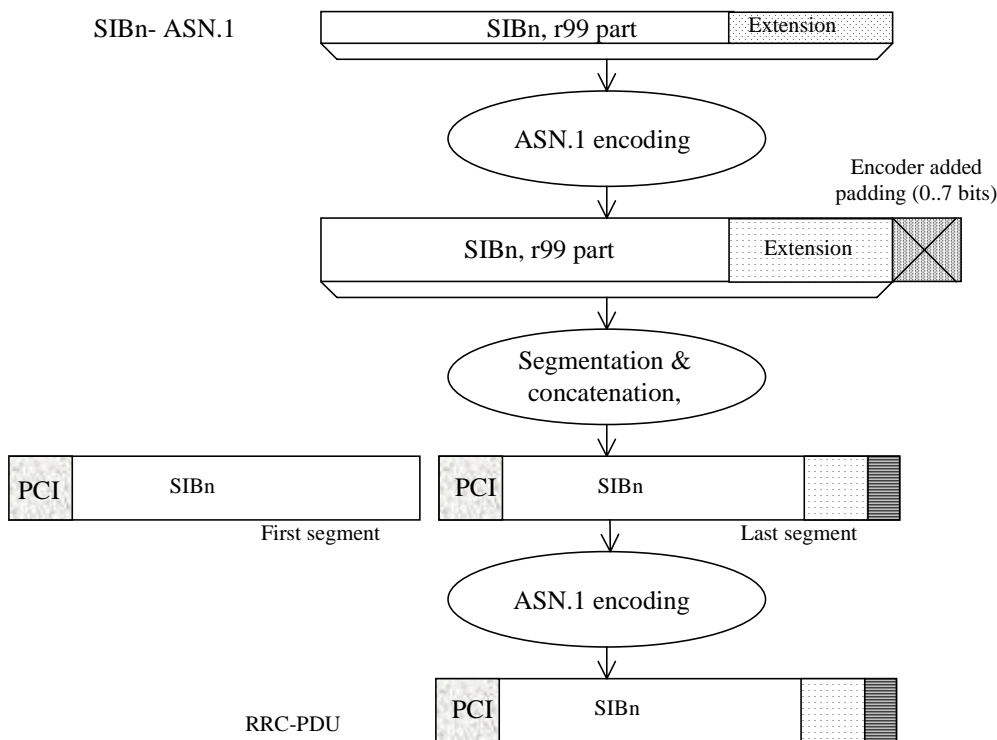 SIBn- ASN.1
SIBn, r99 part
Extension
ASN.1 encoding
Encoder added
padding (0..7 bits)
SIBn, r99 part
Extension
Segmentation &
concatenation,
PCI
SIBn
PCI
SIBn
First segment
Last segment
ASN.1 encoding
PCI
SIBn
RRC-PDU